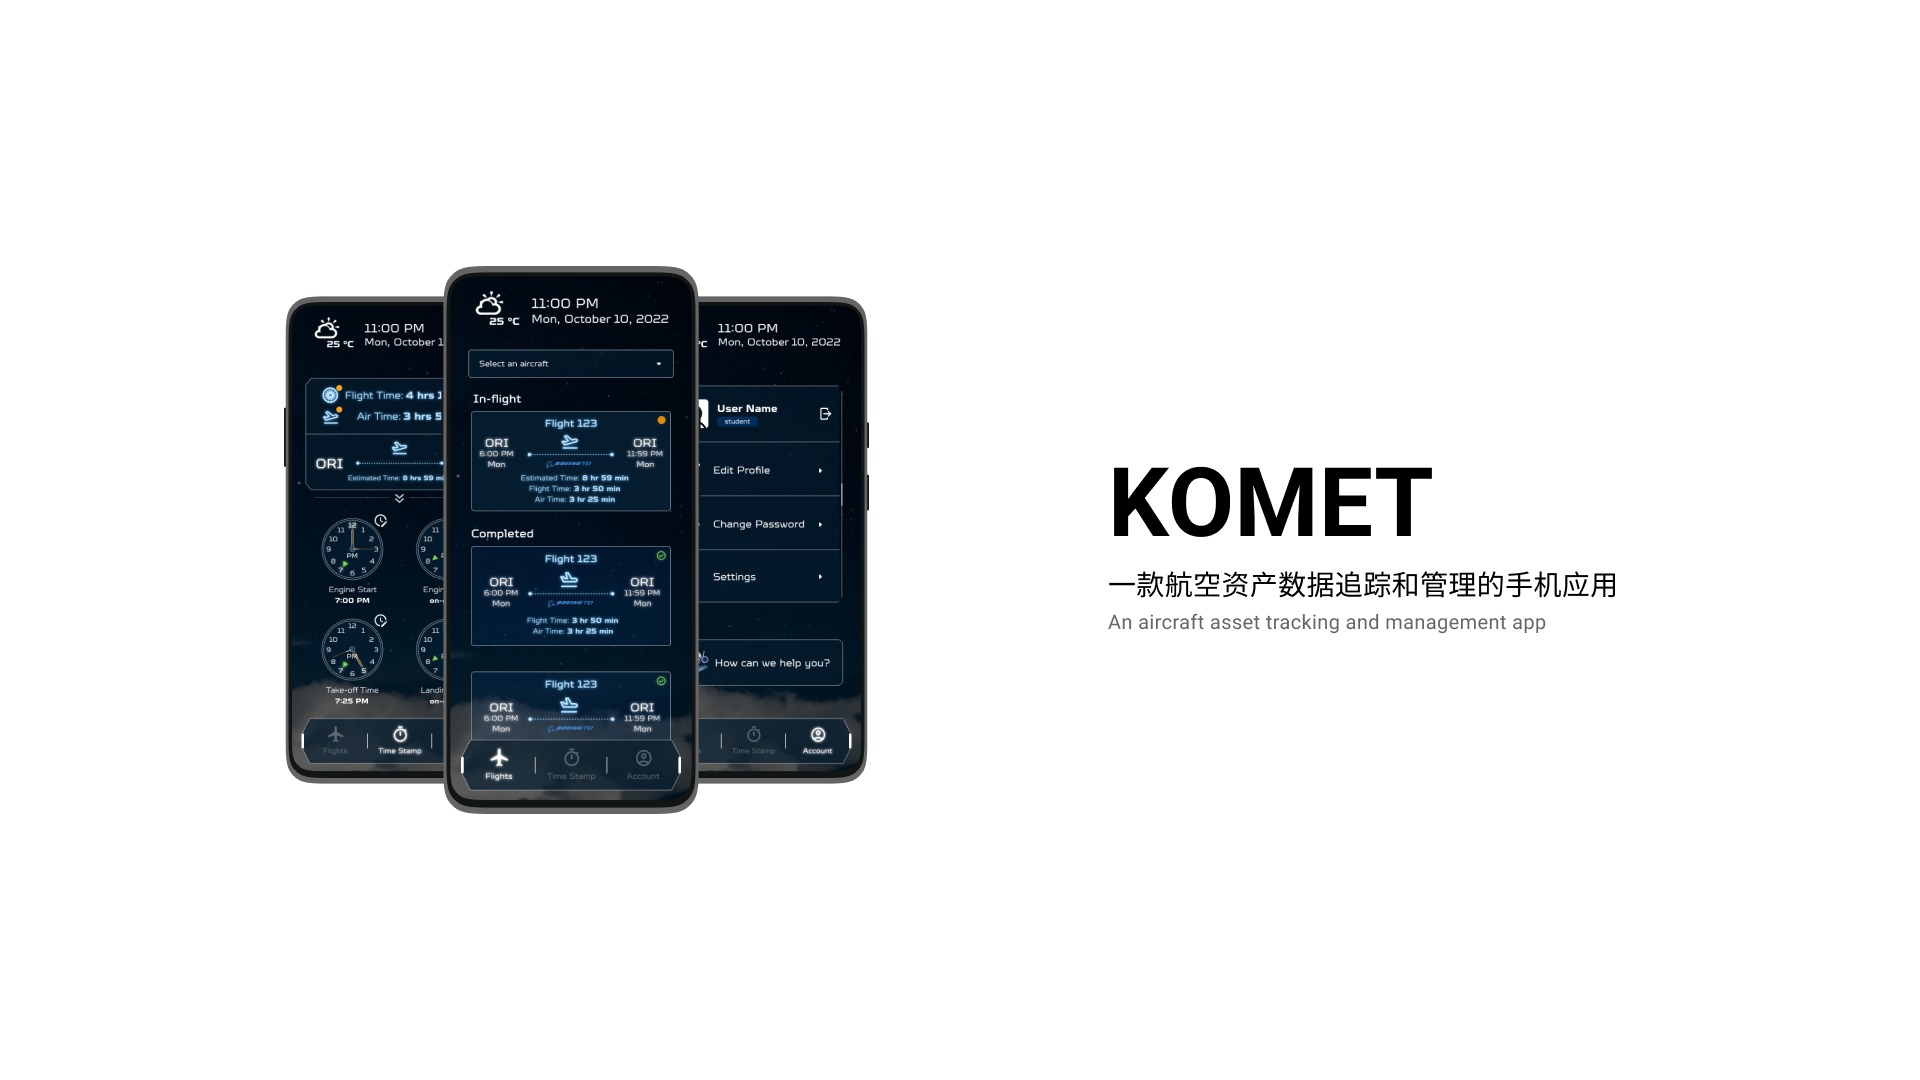 11:00 PM
25 °C
Mon, October 1
Flight Time: 4 hrs
Air Time: 3 hrs 5
ORI
Estimated Time: 8 hrs 59 mi
Engine Start
7:00 PM
Take-off Time
7:25 PM
Flights
Time Stamp
11:00 PM
25 °C
Mon, October 10, 2022
Select an aircraft
In-flight
Flight 123
ORI
ORI
6:00 PM
11:59 PM
Mon
Mon
BOEING 737
Estimated Time: 8 hr 59 min
Flight Time: 3 hr 50 min
Air Time: 3 hr 25 min
Completed
Flight 123
ORI
ORI
6:00 PM
11:59 PM
Mon
Mon
BOEING 737
Flight Time: 3 hr 50 min
Air Time: 3 hr 25 min
Flight 123
ORI
ORI
6:00 PM
11:59 PM
Mon
Mon
BOEING 737
Flights
Time Stamp
Account
11:00 PM
°C
Mon, October 10, 2022
User Name
student
Edit Profile
Change Password
Settings
How can we help you?
Time Stamp
Account
KOMET
一款航空资产数据追踪和管理的手机应用
An aircraft asset tracking and management app